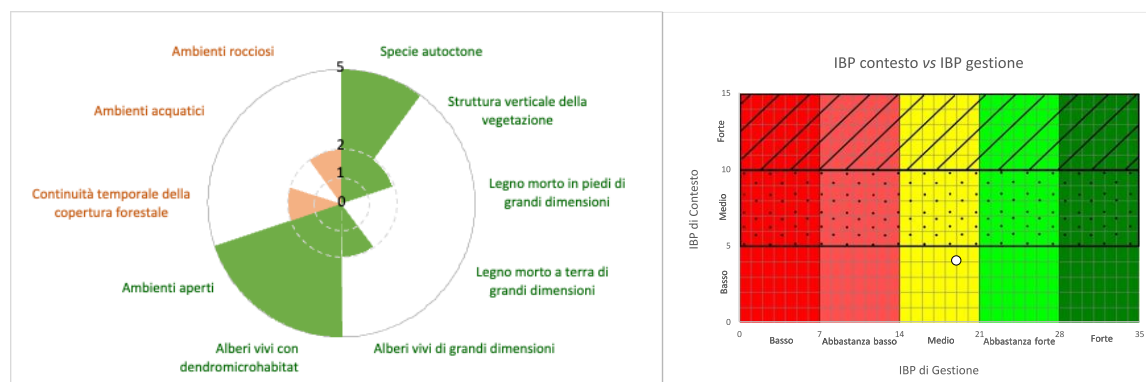 Ambienti rocciosi
5
Specie autoctone
Ambienti acquatici
Struttura verticale della
vegetazione
2
1
0
Continuità temporale della
copertura forestale
Legno morto in piedi di
grandi dimensioni
Ambienti aperti
Legno morto a terra di
grandi dimensioni
Alberi vivi con
dendromicrohabitat
Alberi vivi di grandi dimensioni
IBP contesto vs IBP gestione
IBP di Contesto
Forte
Medio
Basso
15
10
5
0
0
7
14
21
28
35
Basso
Abbastanza basso
Medio
Abbastanza forte
Forte
IBP di Gestione